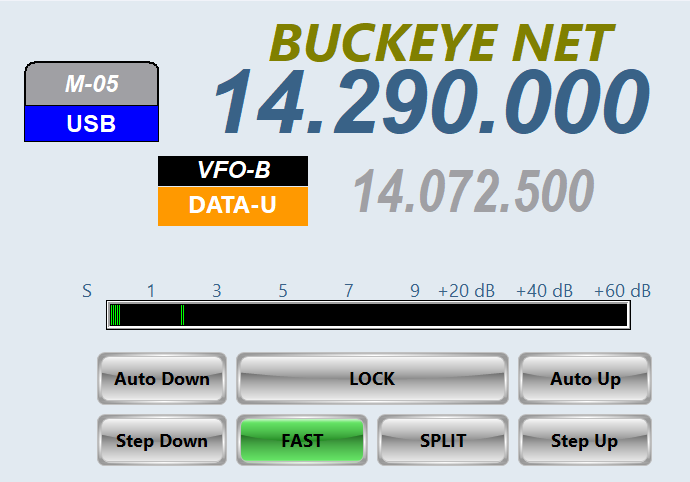 BUCKEYE NET
M-05
14.290.000
USB
VFO-B
14.072.500
DATA-U
S 1 3 5 7 9 +20 dB +40 dB +60 dB
Auto Down LOCK Auto Up
Step Down FAST SPLIT Step Up